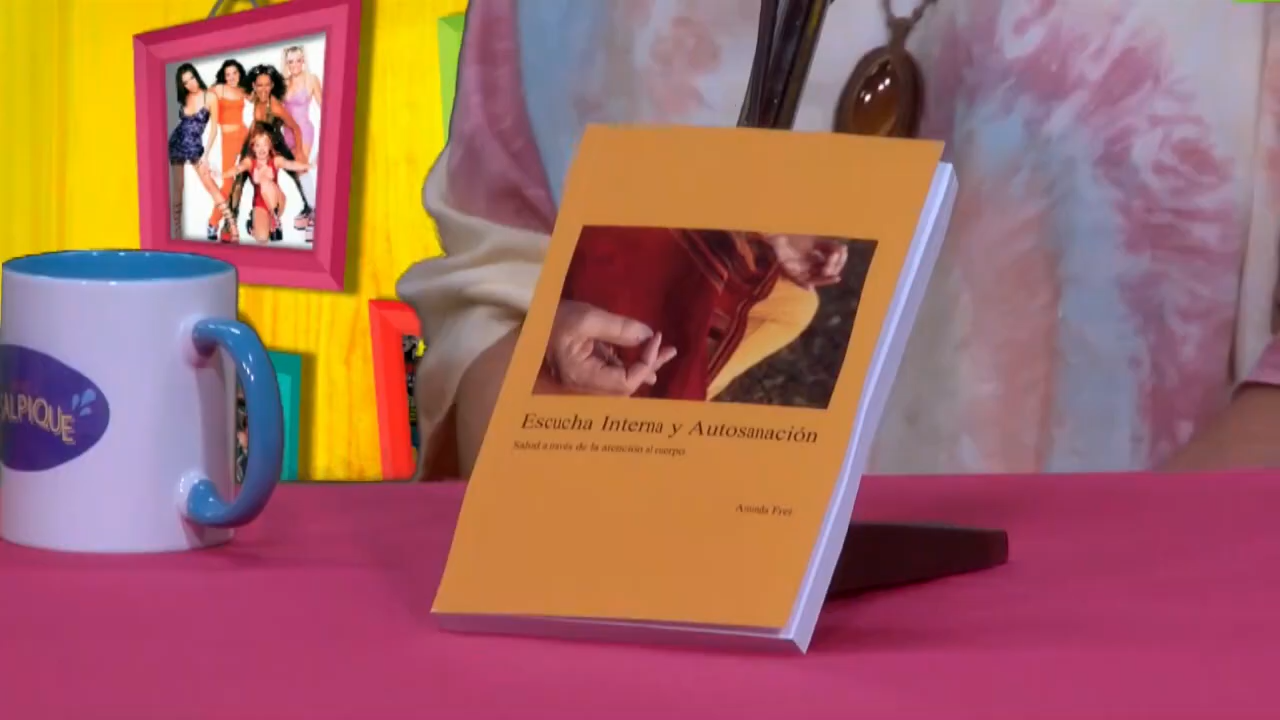 ALPIQUE
Escucha Interna y Autosanación
Salud a través de la atención al cuerpo